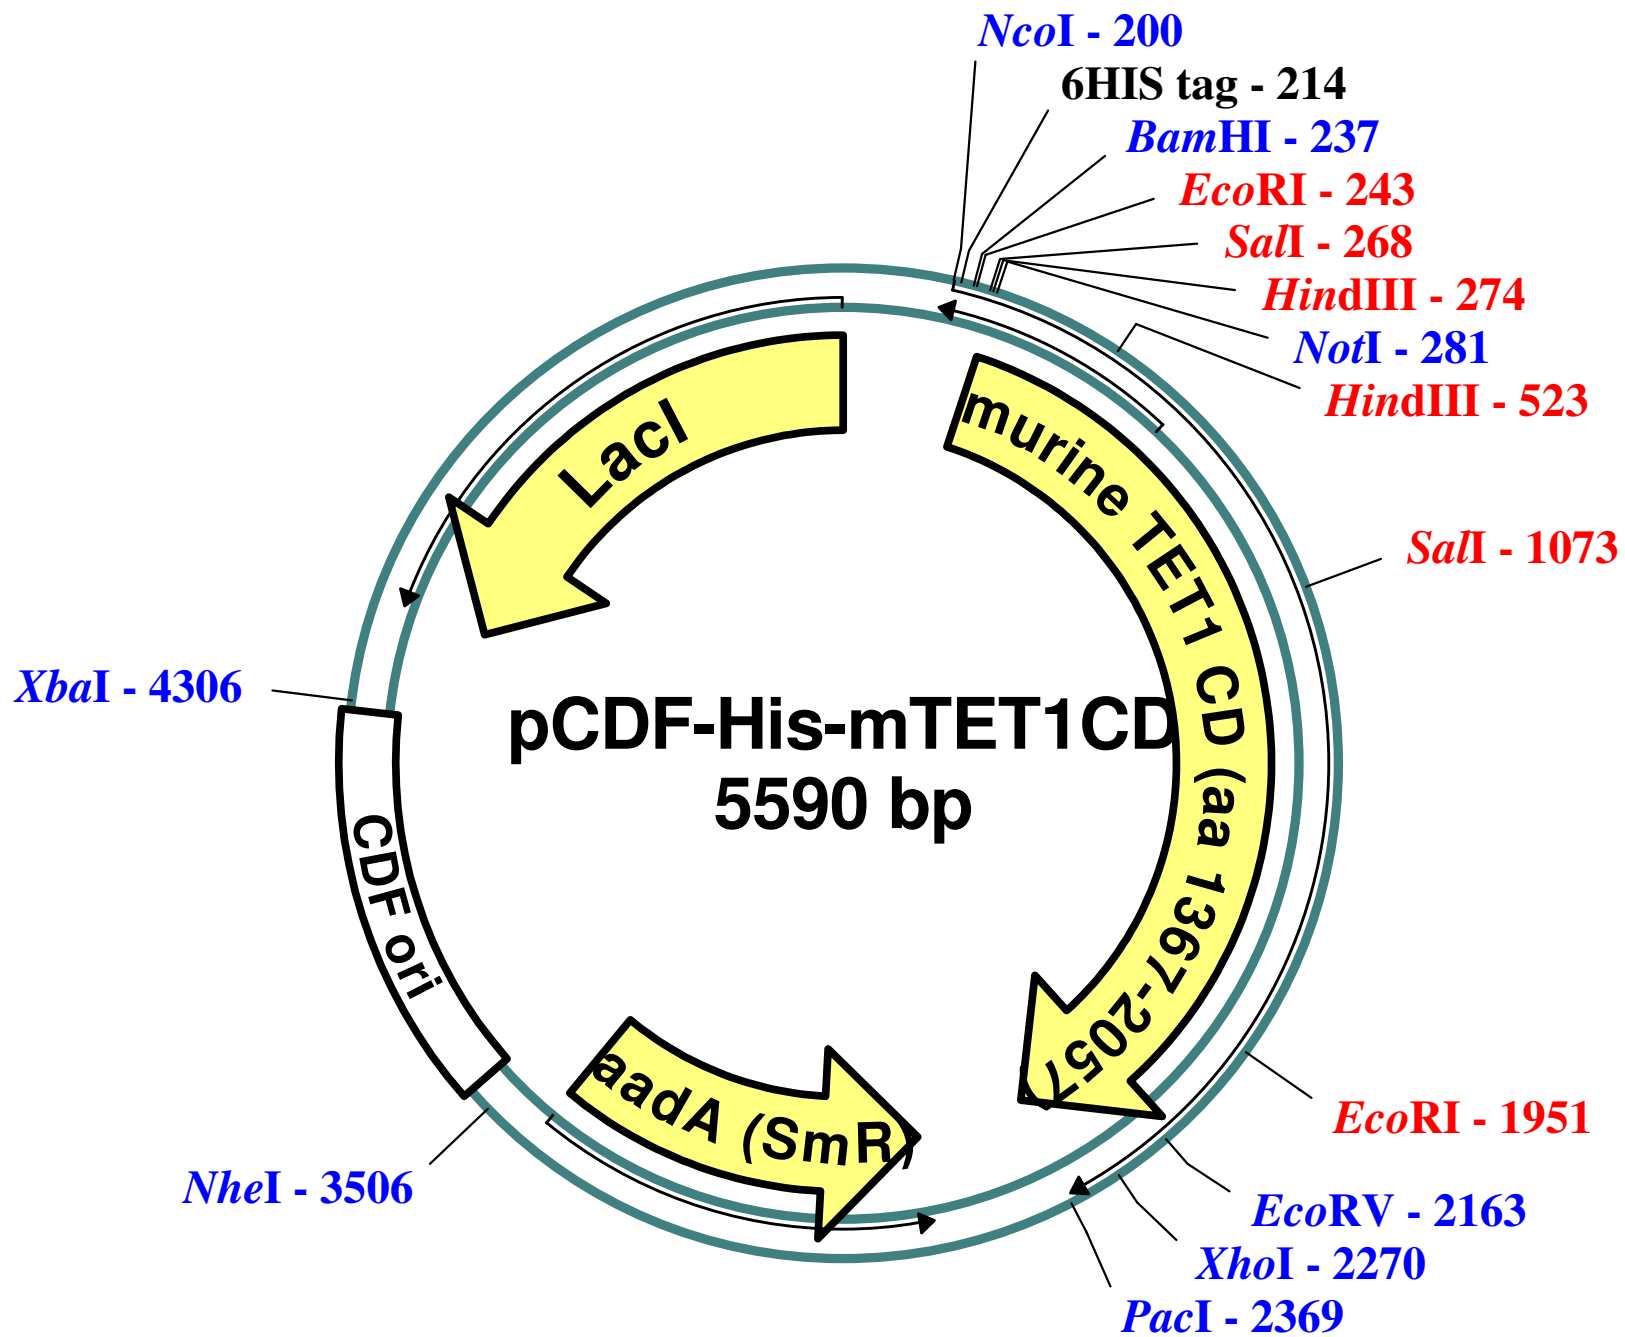 NcoI - 200
6HIS tag - 214
BamHI - 237
EcoRI - 243
SalI - 268
HindIII - 274
NotI - 281
HindIII - 523
LacI
murine TET1 CD (aa 1367-2057)
SalI - 1073
XbaI - 4306
pCDF-His-mTET1CD
5590 bp
CDF ori
aadA (SmR)
EcoRI - 1951
NheI - 3506
EcoRV - 2163
XhoI - 2270
PacI - 2369